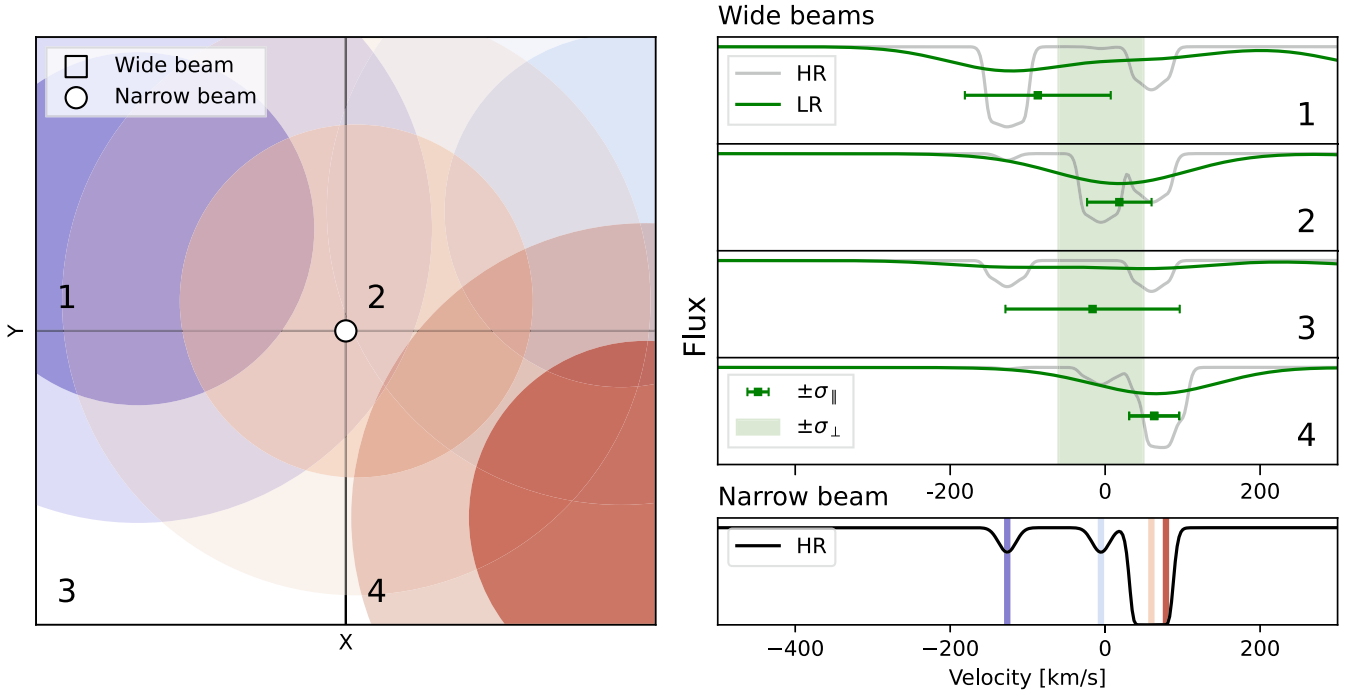 Wide beam
Narrow beam
1
2
3
4
Y
X
Wide beams
HR
LR
1
2
3
±σ∥
±σ⊥
4
Flux
-200
0
200
Narrow beam
HR
−400
−200
0
200
Velocity [km/s]